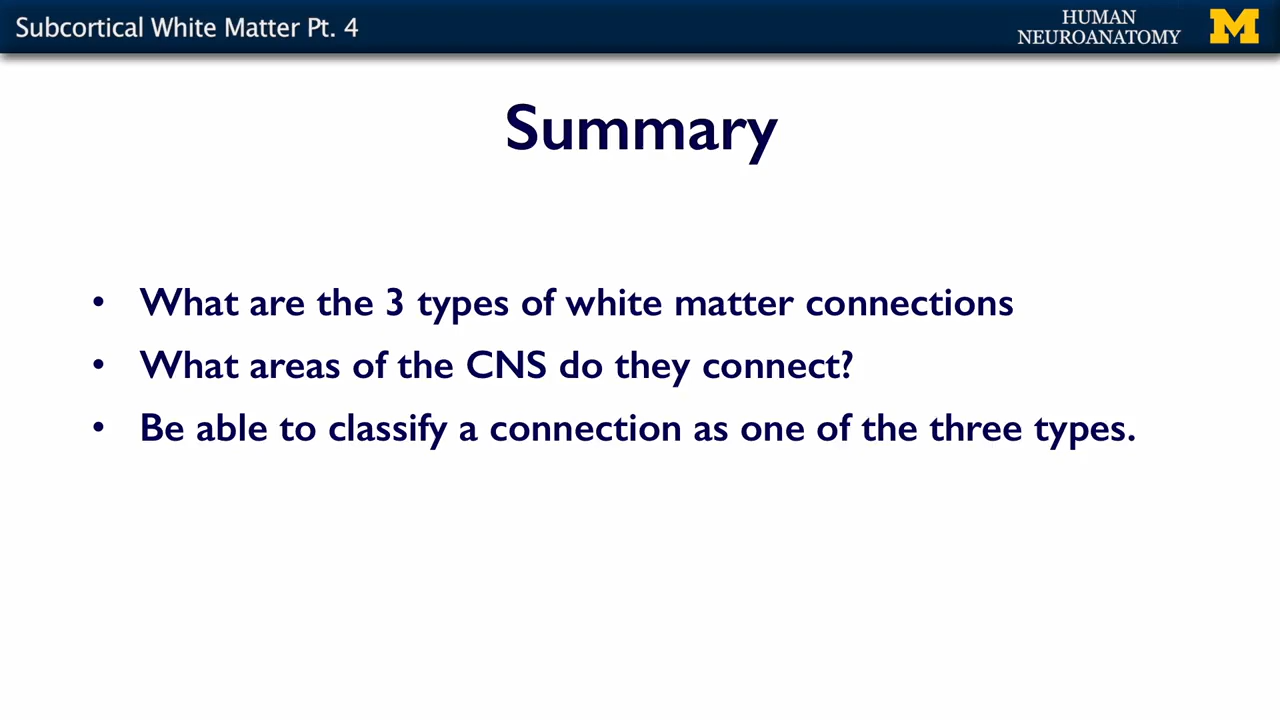 Subcortical White Matter Pt. 4
HUMAN
NEUROANATOMY
M
Summary
• What are the 3 types of white matter connections
• What areas of the CNS do they connect?
• Be able to classify a connection as one of the three types.